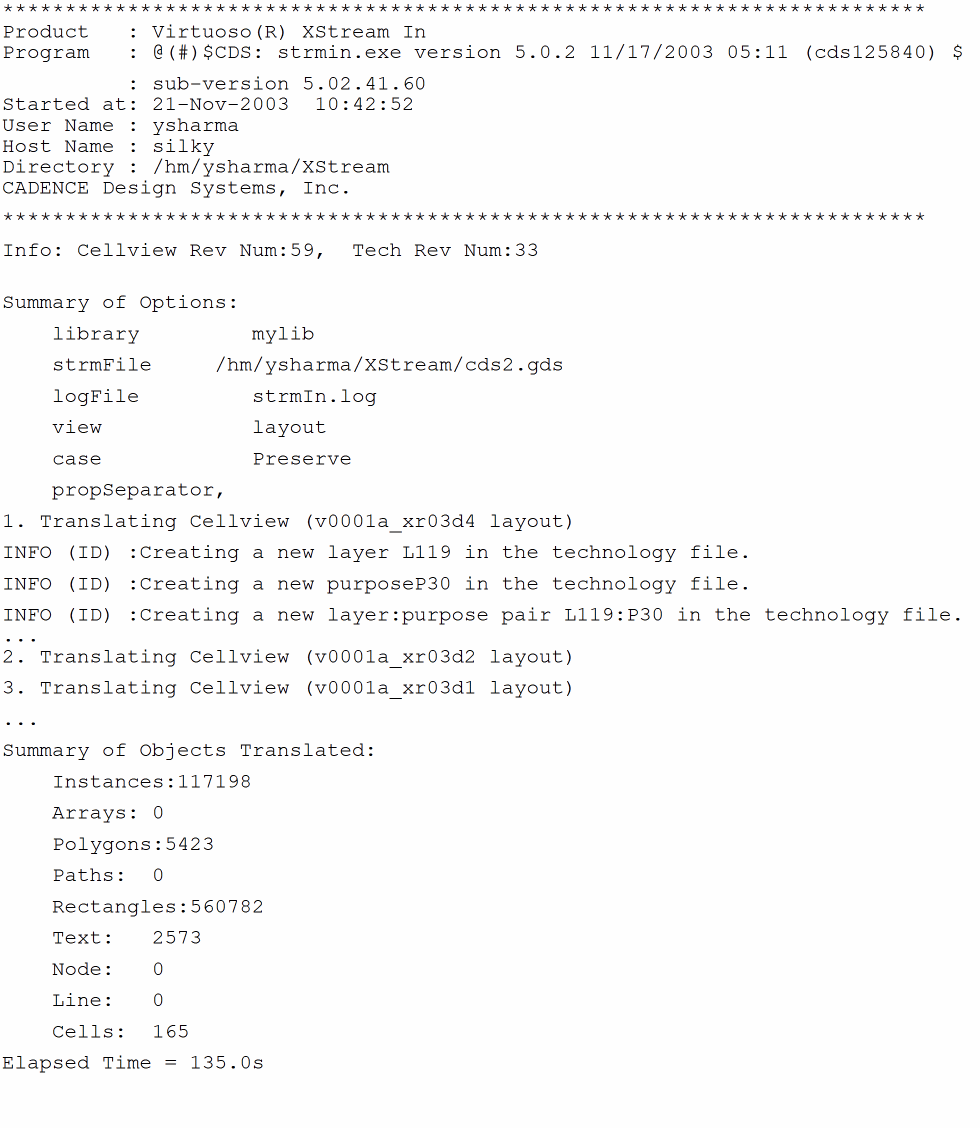 **************************************************************************
Product   : Virtuoso(R) XStream In
Program   : @(#)$CDS: strmin.exe version 5.0.2 11/17/2003 05:11 (cds125840) $
          : sub-version 5.02.41.60
Started at: 21-Nov-2003  10:42:52
User Name : ysharma
Host Name : silky
Directory : /hm/ysharma/XStream
CADENCE Design Systems, Inc.
**************************************************************************
Info: Cellview Rev Num:59,  Tech Rev Num:33
Summary of Options:
    library         mylib
    strmFile     /hm/ysharma/XStream/cds2.gds
    logFile         strmIn.log
    view            layout
    case            Preserve
    propSeparator,
1. Translating Cellview (v0001a_xr03d4 layout)
INFO (ID) :Creating a new layer L119 in the technology file.
INFO (ID) :Creating a new purposeP30 in the technology file.
INFO (ID) :Creating a new layer:purpose pair L119:P30 in the technology file.
...
2. Translating Cellview (v0001a_xr03d2 layout)
3. Translating Cellview (v0001a_xr03d1 layout)
...
Summary of Objects Translated:
    Instances:117198
    Arrays: 0
    Polygons:5423
    Paths:  0
    Rectangles:560782
    Text:   2573
    Node:   0
    Line:   0
    Cells:  165
Elapsed Time = 135.0s